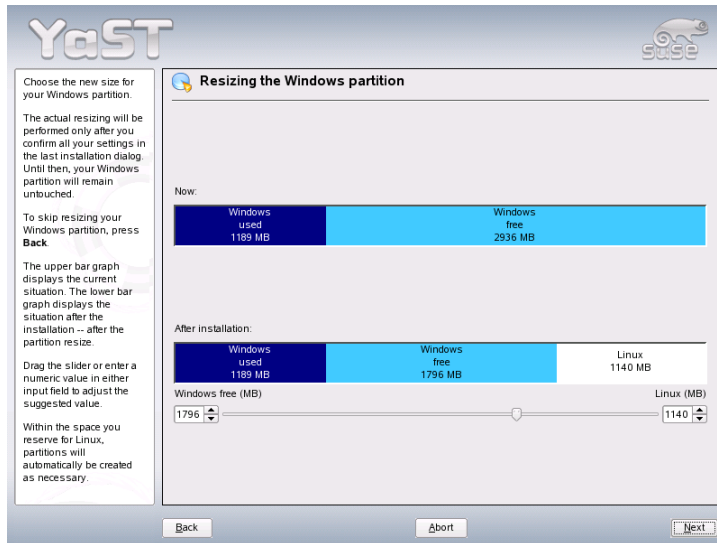 YaST
suse
Choose the new size for
your Windows partition.
The actual resizing will be
performed only after you
confirm all your settings in
the last installation dialog.
Until then, your Windows
partition will remain
untouched.
To skip resizing your
Windows partition, press
Back.
The upper bar graph
displays the current
situation. The lower bar
graph displays the
situation after the
installation -- after the
partition resize.
Drag the slider or enter a
numeric value in either
input field to adjust the
suggested value.
Within the space you
reserve for Linux,
partitions will
automatically be created
as necessary.
Resizing the Windows partition
Now:
Windows
used
1189 MB
Windows
free
2936 MB
After installation:
Windows
used
1189 MB
Windows
free
1796 MB
Linux
1140 MB
Windows free (MB)
Linux (MB)
1796
1140
Back
Abort
Next